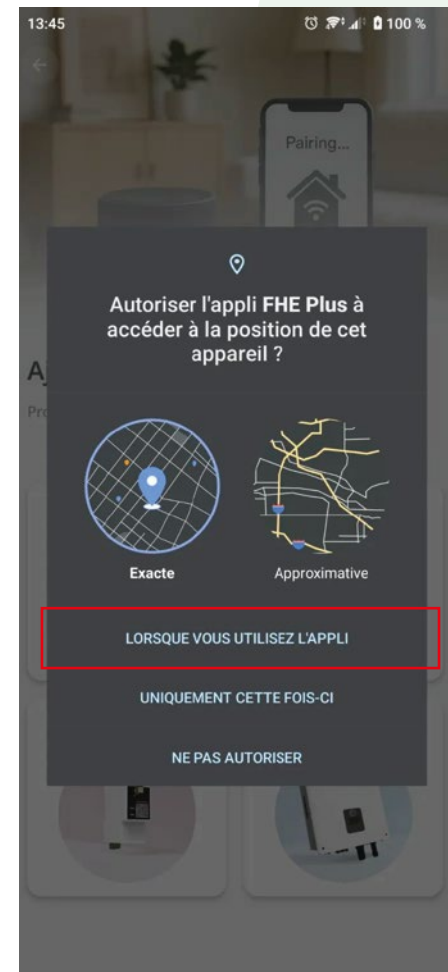 13:45
100 %
Pairing...
Autoriser l'appli FHE Plus à
accéder à la position de cet
appareil ?
Exacte
Approximative
LORSQUE VOUS UTILISEZ L'APPLI
UNIQUEMENT CETTE FOIS-CI
NE PAS AUTORISER